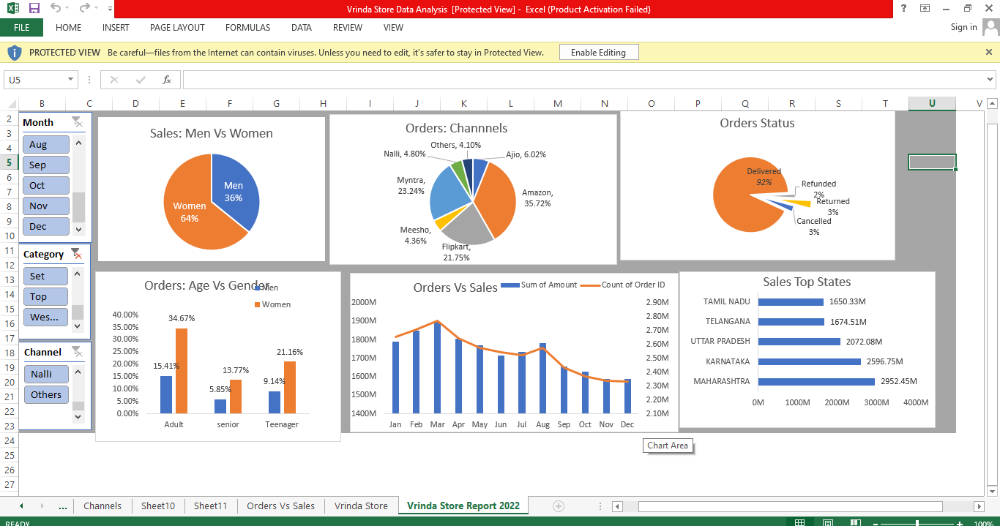 Vrinda Store Data Analysis [Protected View] - Excel (Product Activation Failed)
?
FILE HOME INSERT PAGE LAYOUT FORMULAS DATA REVIEW VIEW
Sign in
PROTECTED VIEW Be careful—files from the Internet can contain viruses. Unless you need to edit, it's safer to stay in Protected View.
Enable Editing
U5
fx
B C D E F G H I J K L M N O P Q R S T U V
2
3
4
5
6
7
8
9
10
11
12
13
14
15
16
17
18
19
20
21
22
23
24
25
26
27
Month
Aug
Sep
Oct
Nov
Dec
Category
Set
Top
Wes...
Channel
Nalli
Others
Sales: Men Vs Women
Men
36%
Women
64%
Orders: Channnels
Others, 4.10%
Nalli, 4.80%
Ajio, 6.02%
Myntra,
23.24%
Amazon,
35.72%
Meesho,
4.36%
Flipkart,
21.75%
Orders Status
Delivered
92%
Refunded
2%
Returned
3%
Cancelled
3%
Orders: Age Vs Gender
Men
Women
40.00%
35.00%
30.00%
25.00%
20.00%
15.00%
10.00%
5.00%
0.00%
34.67%
15.41%
13.77%
5.85%
21.16%
9.14%
Adult senior Teenager
Orders Vs Sales
Sum of Amount
Count of Order ID
2000M
1900M
1800M
1700M
1600M
1500M
1400M
2.90M
2.80M
2.70M
2.60M
2.50M
2.40M
2.30M
2.20M
2.10M
Jan Feb Mar Apr May Jun Jul Aug Sep Oct Nov Dec
Sales Top States
TAMIL NADU 1650.33M
TELANGANA 1674.51M
UTTAR PRADESH 2072.08M
KARNATAKA 2596.75M
MAHARASHTRA 2952.45M
0M 1000M 2000M 3000M 4000M
Chart Area
... Channels Sheet10 Sheet11 Orders Vs Sales Vrinda Store Vrinda Store Report 2022
READY
100%